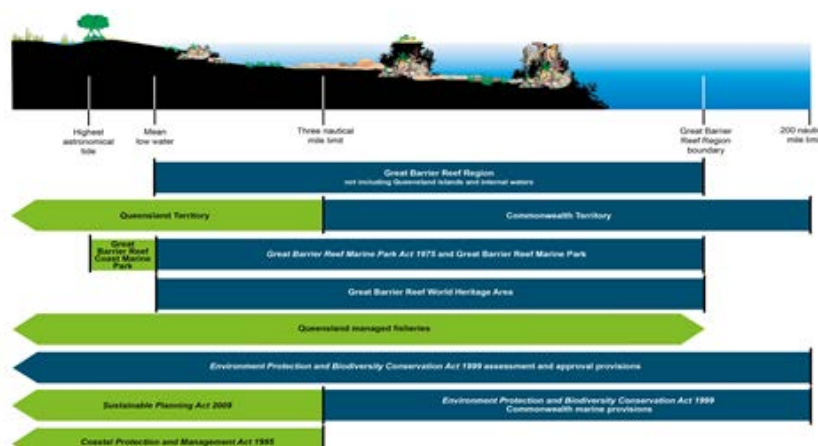 Highest
astronomical
tide
Mean
low water
Three nautical
mile limit
Great Barrier
Reef Region
boundary
200 nautic
mile limi
Great Barrier Reef Region
not including Queensland islands and internal waters
Queensland Territory
Commonwealth Territory
Great
Barrier Reef
Coast Marine
Park
Great Barrier Reef Marine Park Act 1975 and Great Barrier Reef Marine Park
Great Barrier Reef World Heritage Area
Queensland managed fisheries
Environment Protection and Biodiversity Conservation Act 1999 assessment and approval provisions
Sustainable Planning Act 2009
Environment Protection and Biodiversity Conservation Act 1999
Commonwealth marine provisions
Coastal Protection and Management Act 1995